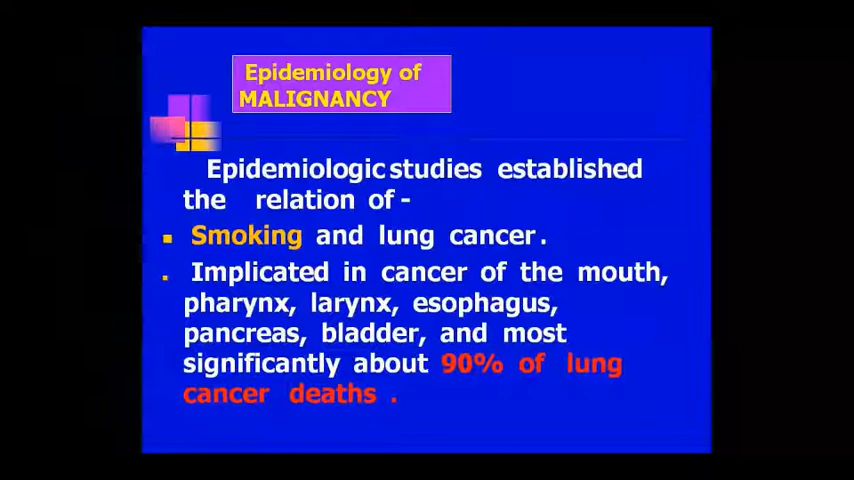 Epidemiology of
MALIGNANCY
Epidemiologic studies established
the relation of -
Smoking and lung cancer.
Implicated in cancer of the mouth,
pharynx, larynx, esophagus,
pancreas, bladder, and most
significantly about 90% of lung
cancer deaths .